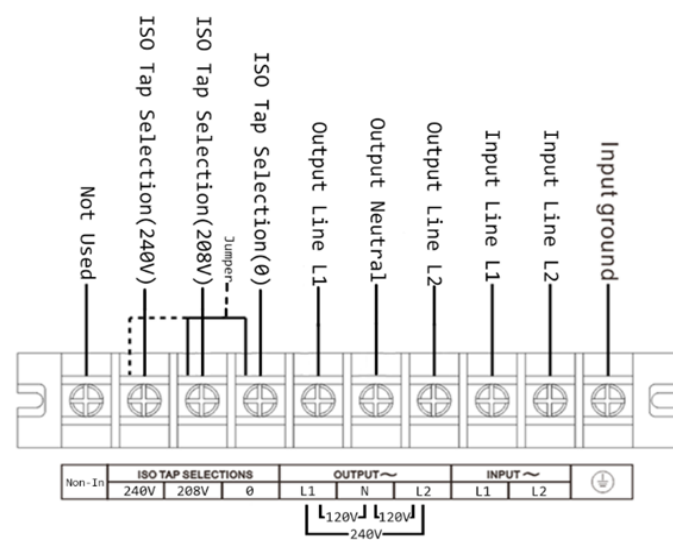 Not Used
ISO Tap Selection(240V)
ISO Tap Selection(208V)
Jumper
ISO Tap Selection(0)
Output Line L1
Output Neutral
Output Line L2
Input Line L1
Input Line L2
Input ground
Non-In
ISO TAP SELECTIONS
OUTPUT～
INPUT～
240V 208V 0 L1 N L2 L1 L2
120V 120V
240V